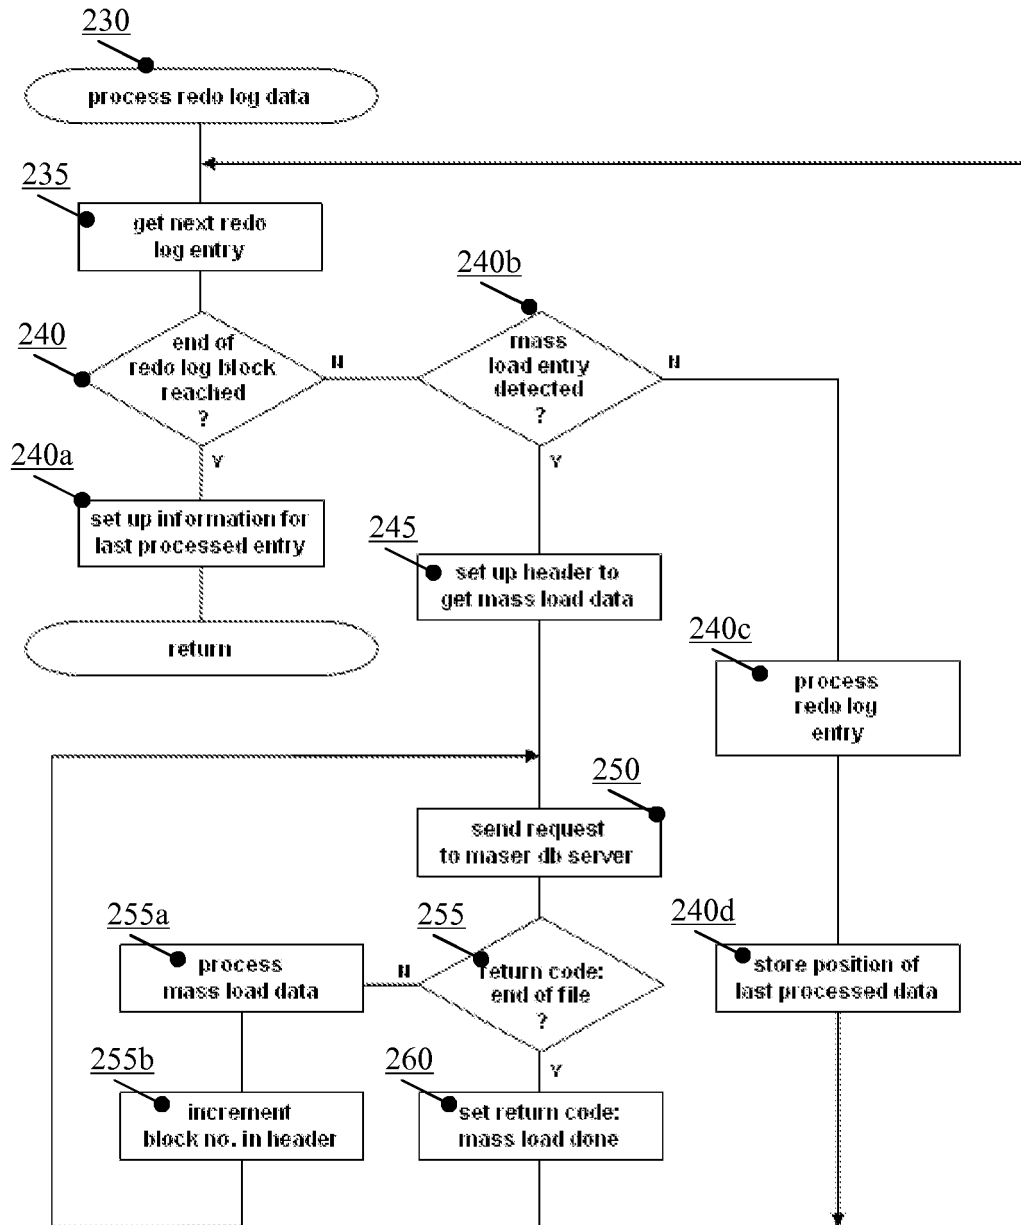 230
process redo log data
235
get next redo
log entry
240
end of
redo log block
reached
?
N
Y
240b
mass
load entry
detected
?
N
Y
240a
set up information for
last processed entry
return
245
set up header to
get mass load data
240c
process
redo log
entry
250
send request
to maser db server
255
return code:
end of file
?
N
Y
255a
process
mass load data
240d
store position of
last processed data
255b
increment
block no. in header
260
set return code:
mass load done